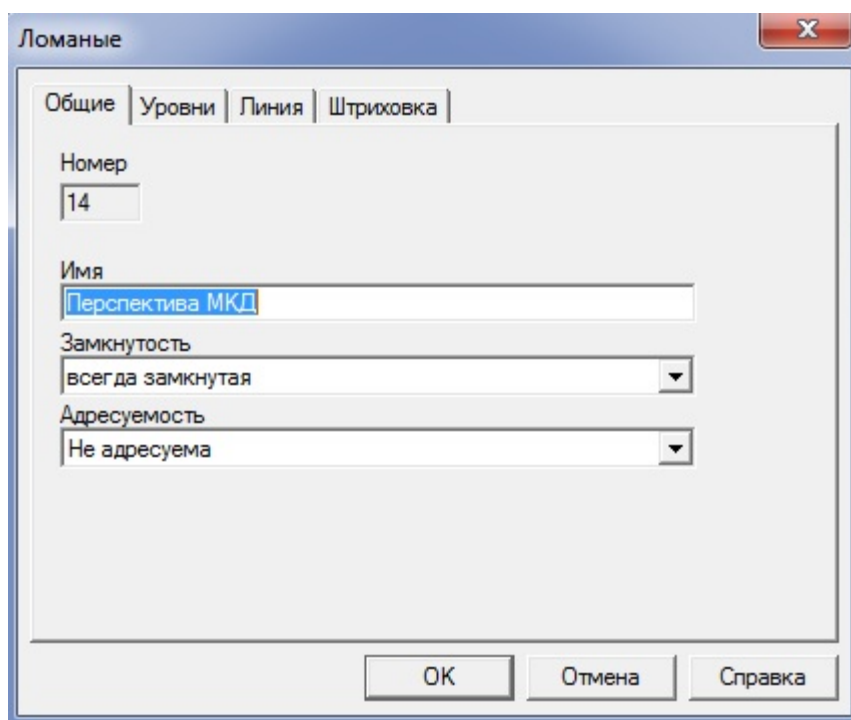 Ломаные
Общие Уровни Линия Штриховка
Номер
14
Имя
Перспектива МКД
Замкнутость
всегда замкнутая
Адресуемость
Не адресуема
OK Отмена Справка